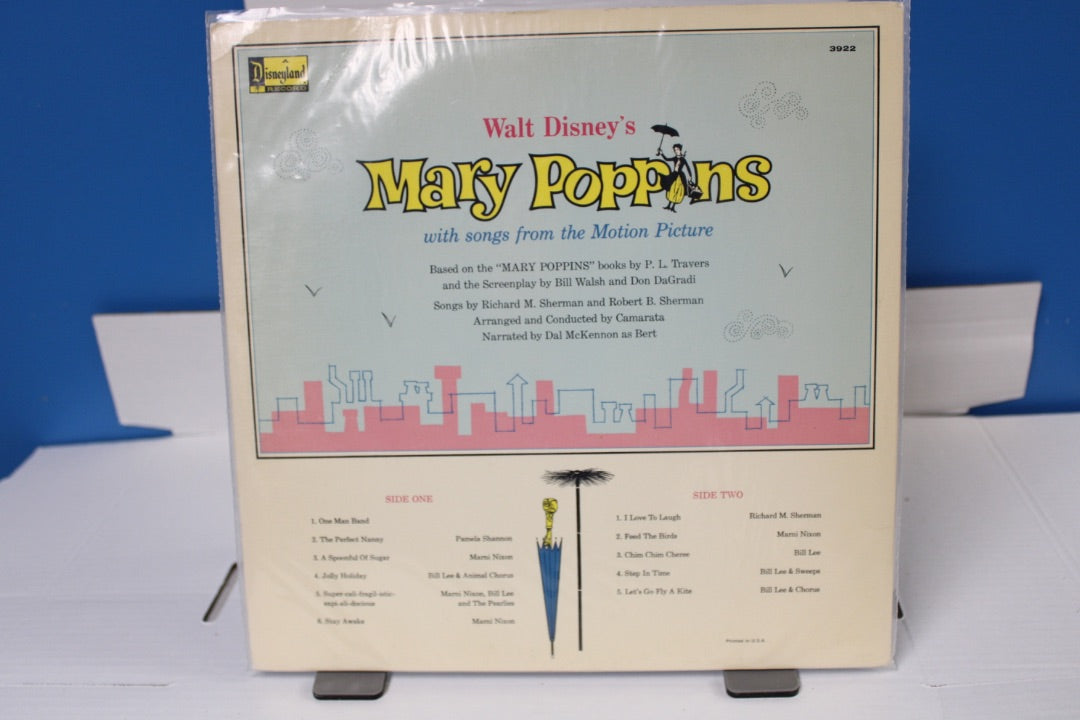 Disneyland
RECORD
3922
Walt Disney's
Mary Poppins
with songs from the Motion Picture
Based on the "MARY POPPINS" books by P. L. Travers
and the Screenplay by Bill Walsh and Don DaGradi
Songs by Richard M. Sherman and Robert B. Sherman
Arranged and Conducted by Camarata
Narrated by Dal McKennon as Bert
SIDE ONE
1. One Man Band
2. The Perfect Nanny Pamela Shannon
3. A Spoonful Of Sugar Marni Nixon
4. Jolly Holiday Bill Lee & Animal Chorus
5. Super-cali-fragil-istic- Marni Nixon, Bill Lee
expi-ali-docious and The Pearlies
6. Stay Awake Marni Nixon
SIDE TWO
1. I Love To Laugh Richard M. Sherman
2. Feed The Birds Marni Nixon
3. Chim Chim Cheree Bill Lee
4. Step In Time Bill Lee & Sweeps
5. Let's Go Fly A Kite Bill Lee & Chorus
Printed in U.S.A.